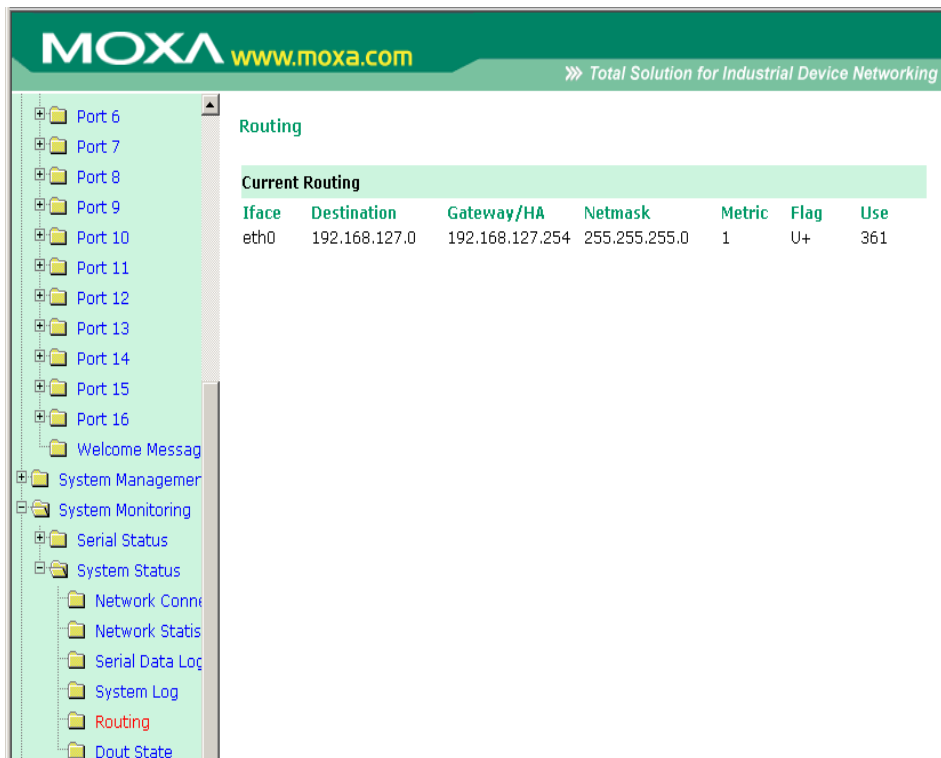 MOXA www.moxa.com
Total Solution for Industrial Device Networking
Port 6
Port 7
Port 8
Port 9
Port 10
Port 11
Port 12
Port 13
Port 14
Port 15
Port 16
Welcome Messag
System Managemer
System Monitoring
Serial Status
System Status
Network Conne
Network Statis
Serial Data Log
System Log
Routing
Dout State
Routing
Current Routing
Iface Destination Gateway/HA Netmask Metric Flag Use
eth0 192.168.127.0 192.168.127.254 255.255.255.0 1 U+ 361